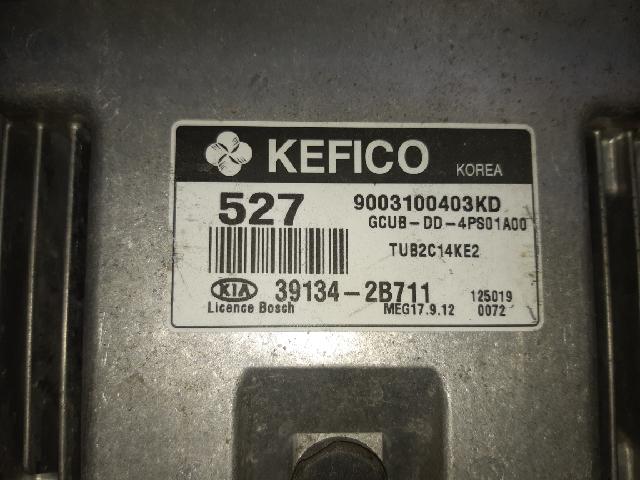 KEFICO KOREA
527 9003100403KD
GCUB-DD-4PS01A00
TUB2C14KE2
KIA 39134-2B711 125019
Licence Bosch MEG17.9.12 0072